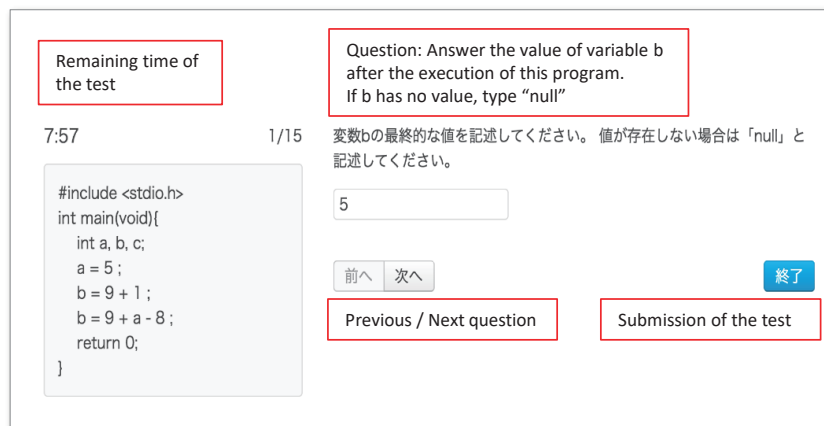 Remaining time of
the test
Question: Answer the value of variable b
after the execution of this program.
If b has no value, type “null”
7:57
1/15
変数bの最終的な値を記述してください。 値が存在しない場合は「null」と
記述してください。
#include <stdio.h>
int main(void){
int a, b, c;
a = 5 ;
b = 9 + 1 ;
b = 9 + a - 8 ;
return 0;
}
5
前へ
次へ
終了
Previous / Next question
Submission of the test